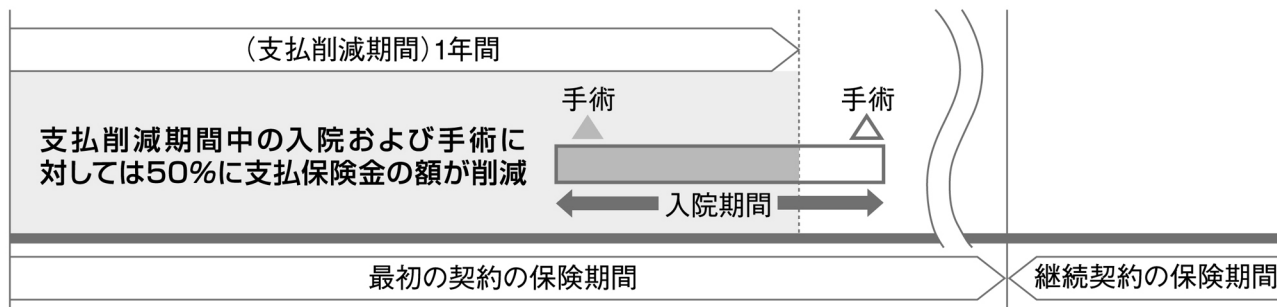 （支払削減期間）1年間
手術
手術
支払削減期間中の入院および手術に
対しては50%に支払保険金の額が削減
入院期間
最初の契約の保険期間
継続契約の保険期間